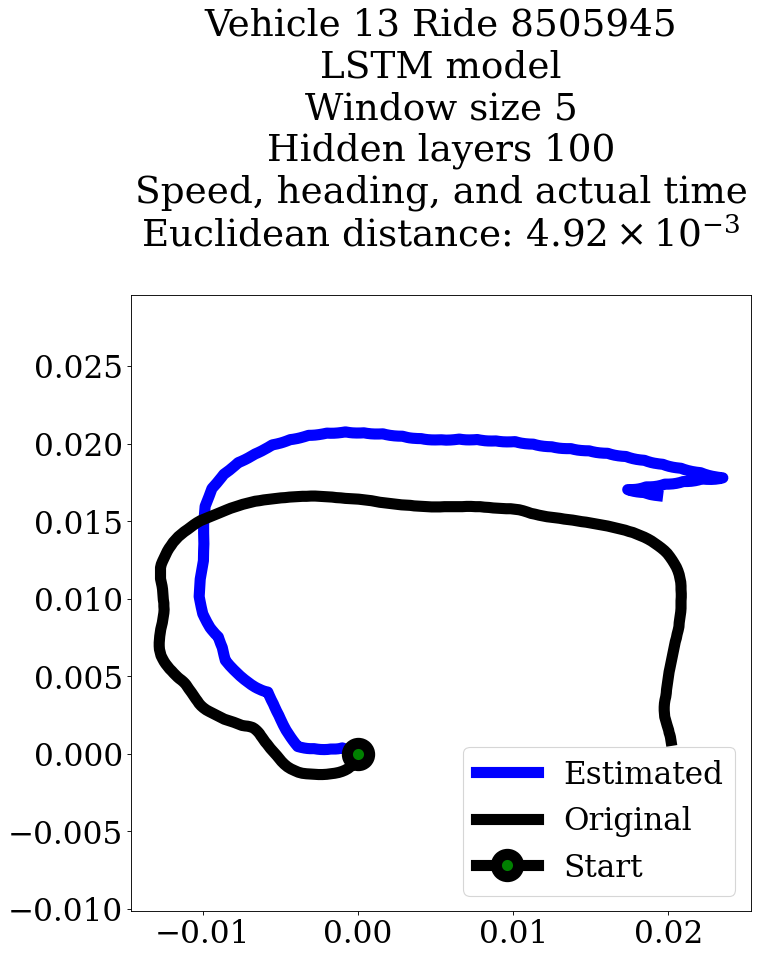 Vehicle 13 Ride 8505945
LSTM model
Window size 5
Hidden layers 100
Speed, heading, and actual time
Euclidean distance: 4.92 × 10⁻³
0.025
0.020
0.015
0.010
0.005
0.000
−0.005
−0.010
−0.01 0.00 0.01 0.02
Estimated
Original
Start